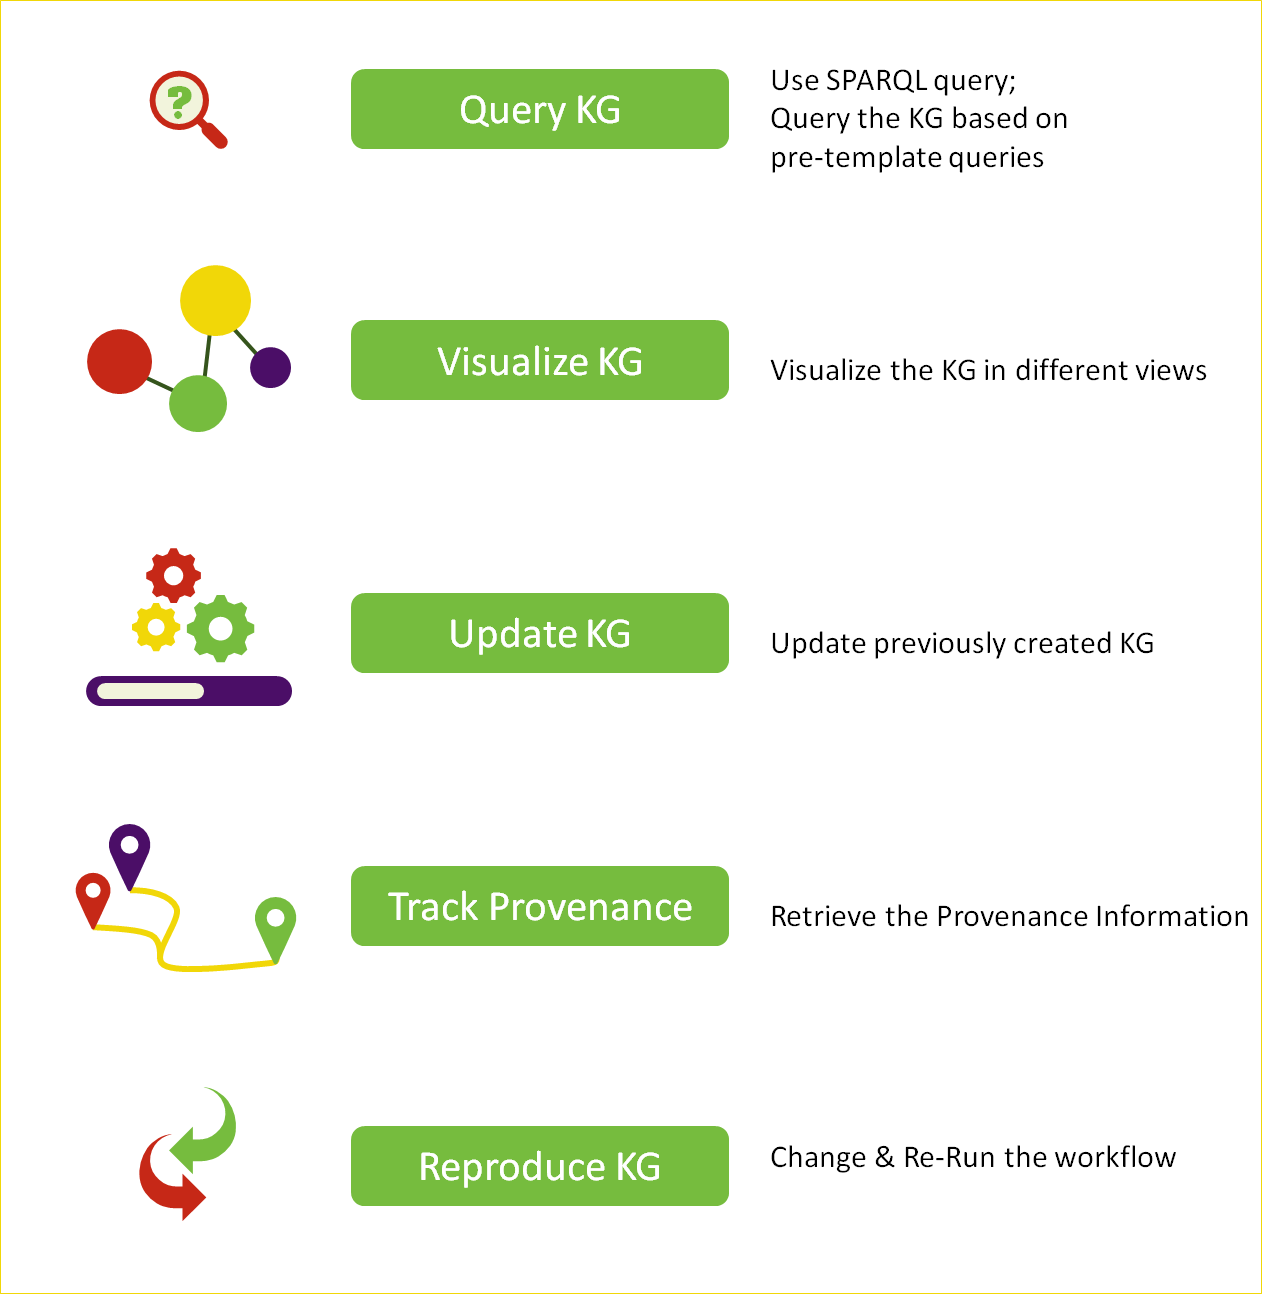 ?
Query KG
Use SPARQL query;
Query the KG based on
pre-template queries
Visualize KG
Visualize the KG in different views
Update KG
Update previously created KG
Track Provenance
Retrieve the Provenance Information
Reproduce KG
Change & Re-Run the workflow